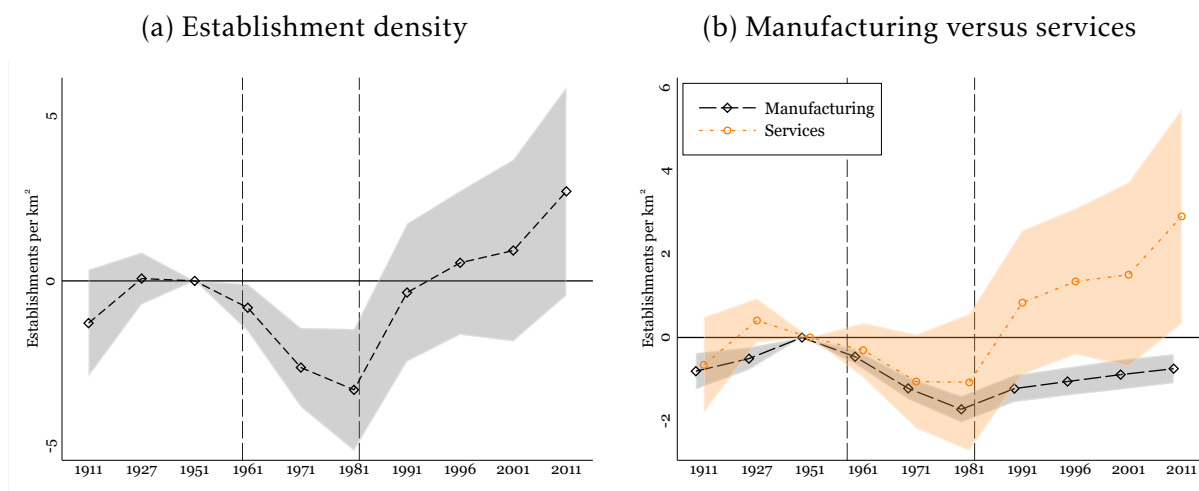 (a) Establishment density
Establishments per km²
5
0
-5
1911 1927 1951 1961 1971 1981 1991 1996 2001 2011
(b) Manufacturing versus services
Establishments per km²
6
4
2
0
-2
Manufacturing
Services
1911 1927 1951 1961 1971 1981 1991 1996 2001 2011